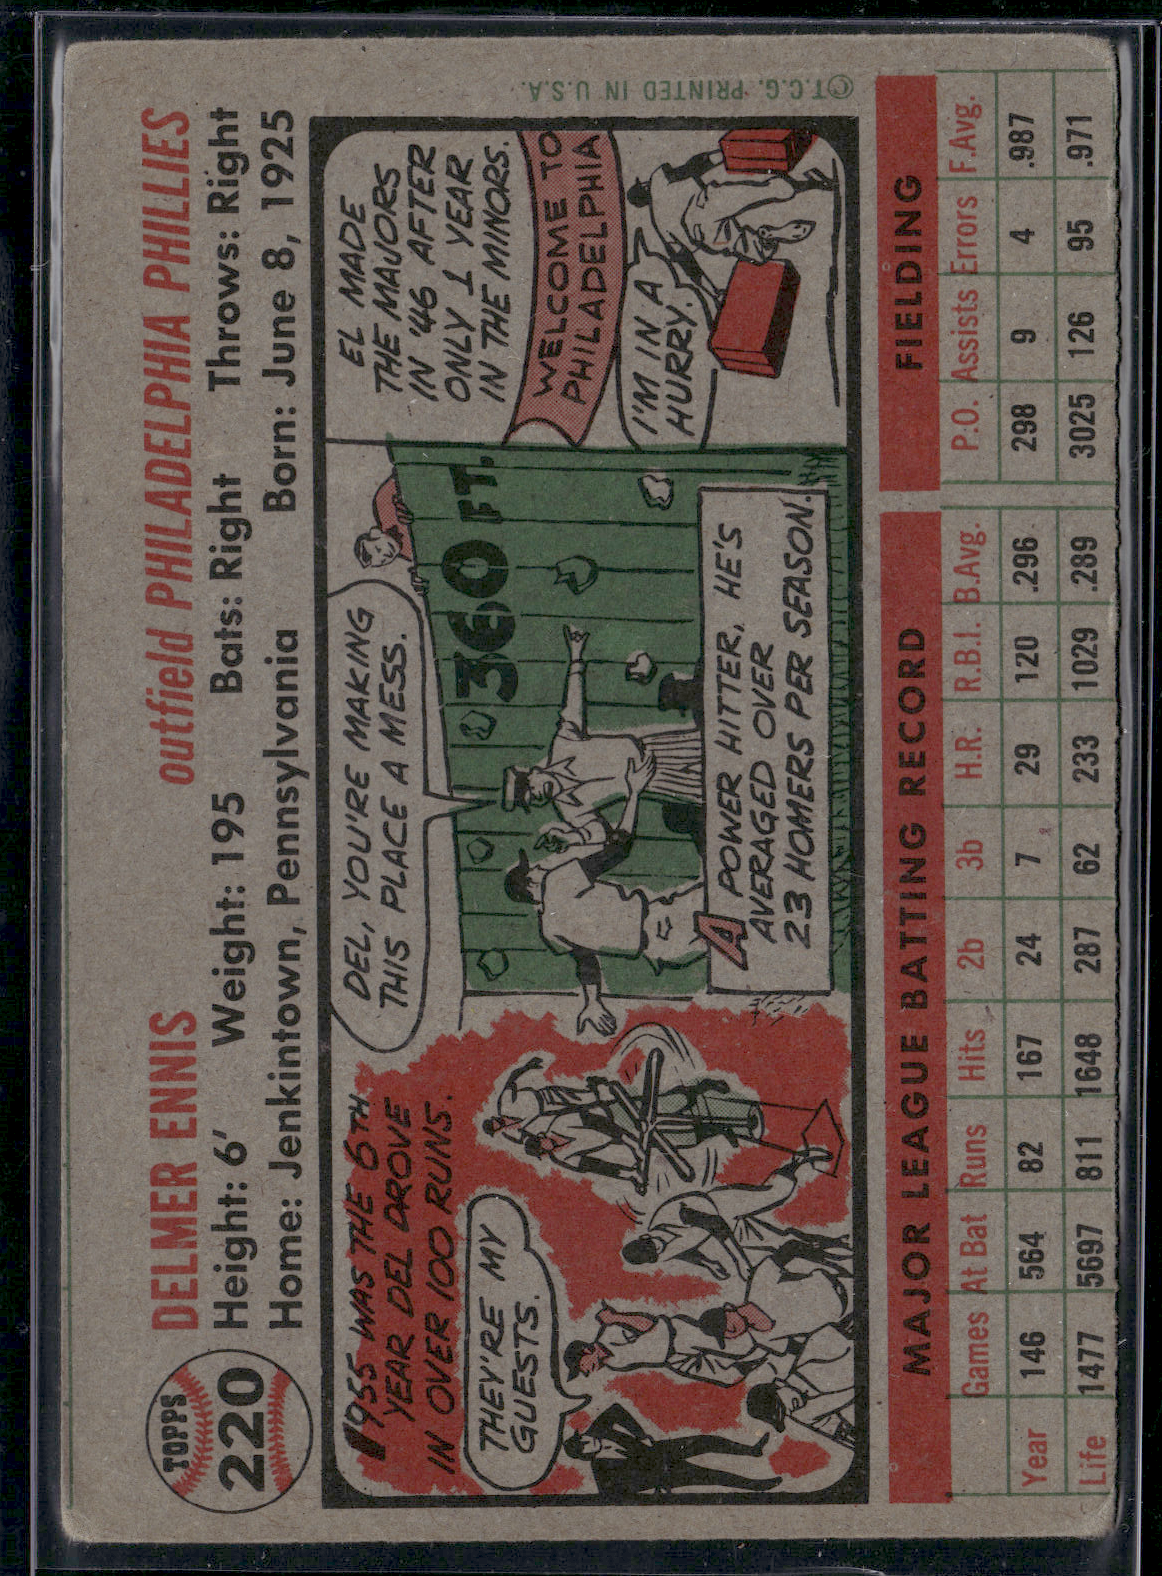 TOPPS
220
DELMER ENNIS outfield PHILADELPHIA PHILLIES
Height: 6' Weight: 195 Bats: Right Throws: Right
Home: Jenkintown, Pennsylvania Born: June 8, 1925
1955 WAS THE 6TH
YEAR DEL DROVE
IN OVER 100 RUNS.
THEY'RE MY
GUESTS.
DEL, YOU'RE MAKING
THIS PLACE A MESS.
360 FT.
A POWER HITTER, HE'S
AVERAGED OVER
23 HOMERS PER SEASON.
EL MADE
THE MAJORS
IN '46 AFTER
ONLY 1 YEAR
IN THE MINORS.
WELCOME TO
PHILADELPHIA
I'M IN A
HURRY.
©T.C.G. PRINTED IN U.S.A.
MAJOR LEAGUE BATTING RECORD FIELDING
Games At Bat Runs Hits 2b 3b H.R. R.B.I. B.Avg. P.O. Assists Errors F.Avg.
Year 146 564 82 167 24 7 29 120 .296 298 9 4 .987
Life 1477 5697 811 1648 287 62 233 1029 .289 3025 126 95 .971